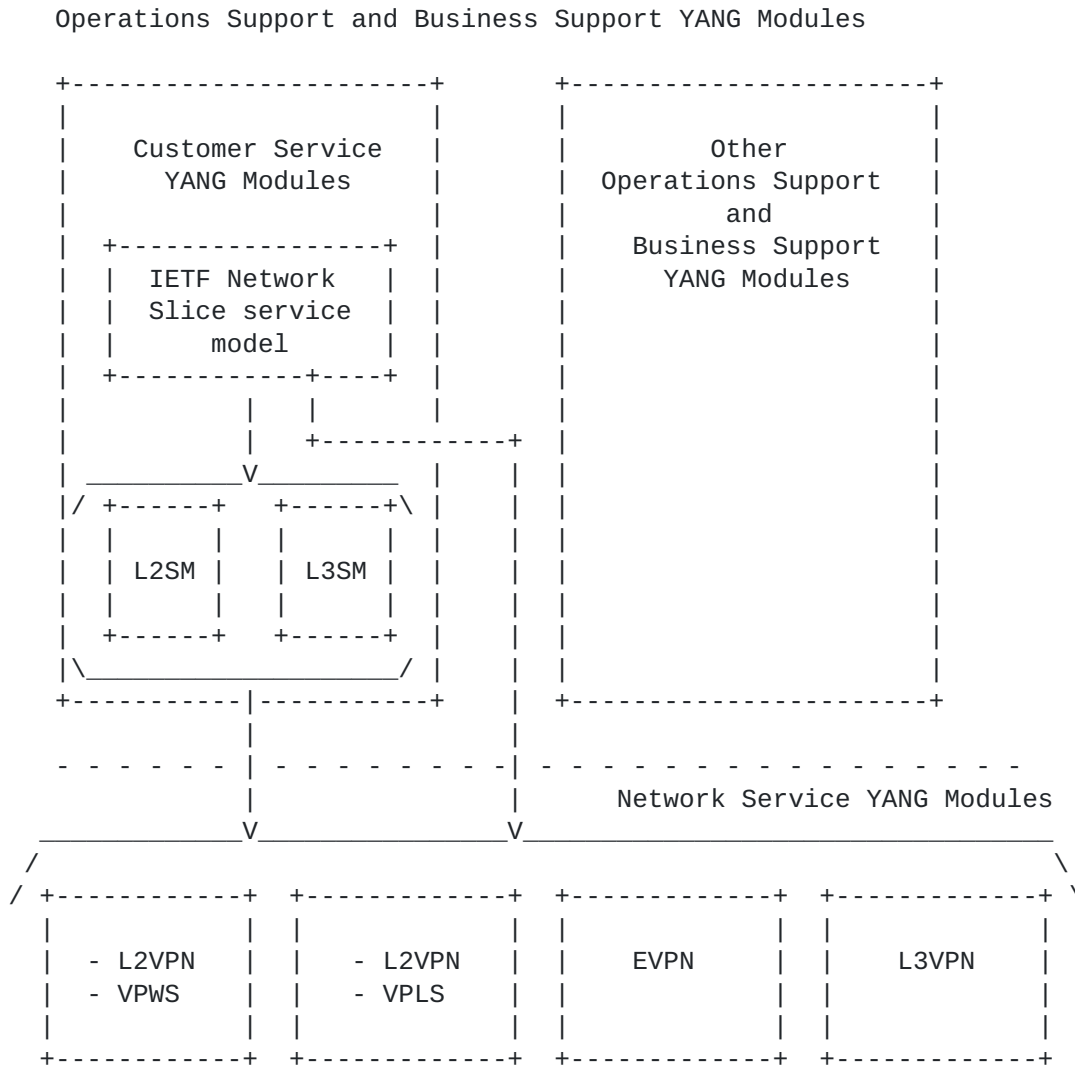 Operations Support and Business Support YANG Modules
Customer Service
YANG Modules
IETF Network
Slice service
model
Other
Operations Support
and
Business Support
YANG Modules
V
L2SM
L3SM
Network Service YANG Modules
V V
- L2VPN
- VPWS
- L2VPN
- VPLS
EVPN
L3VPN